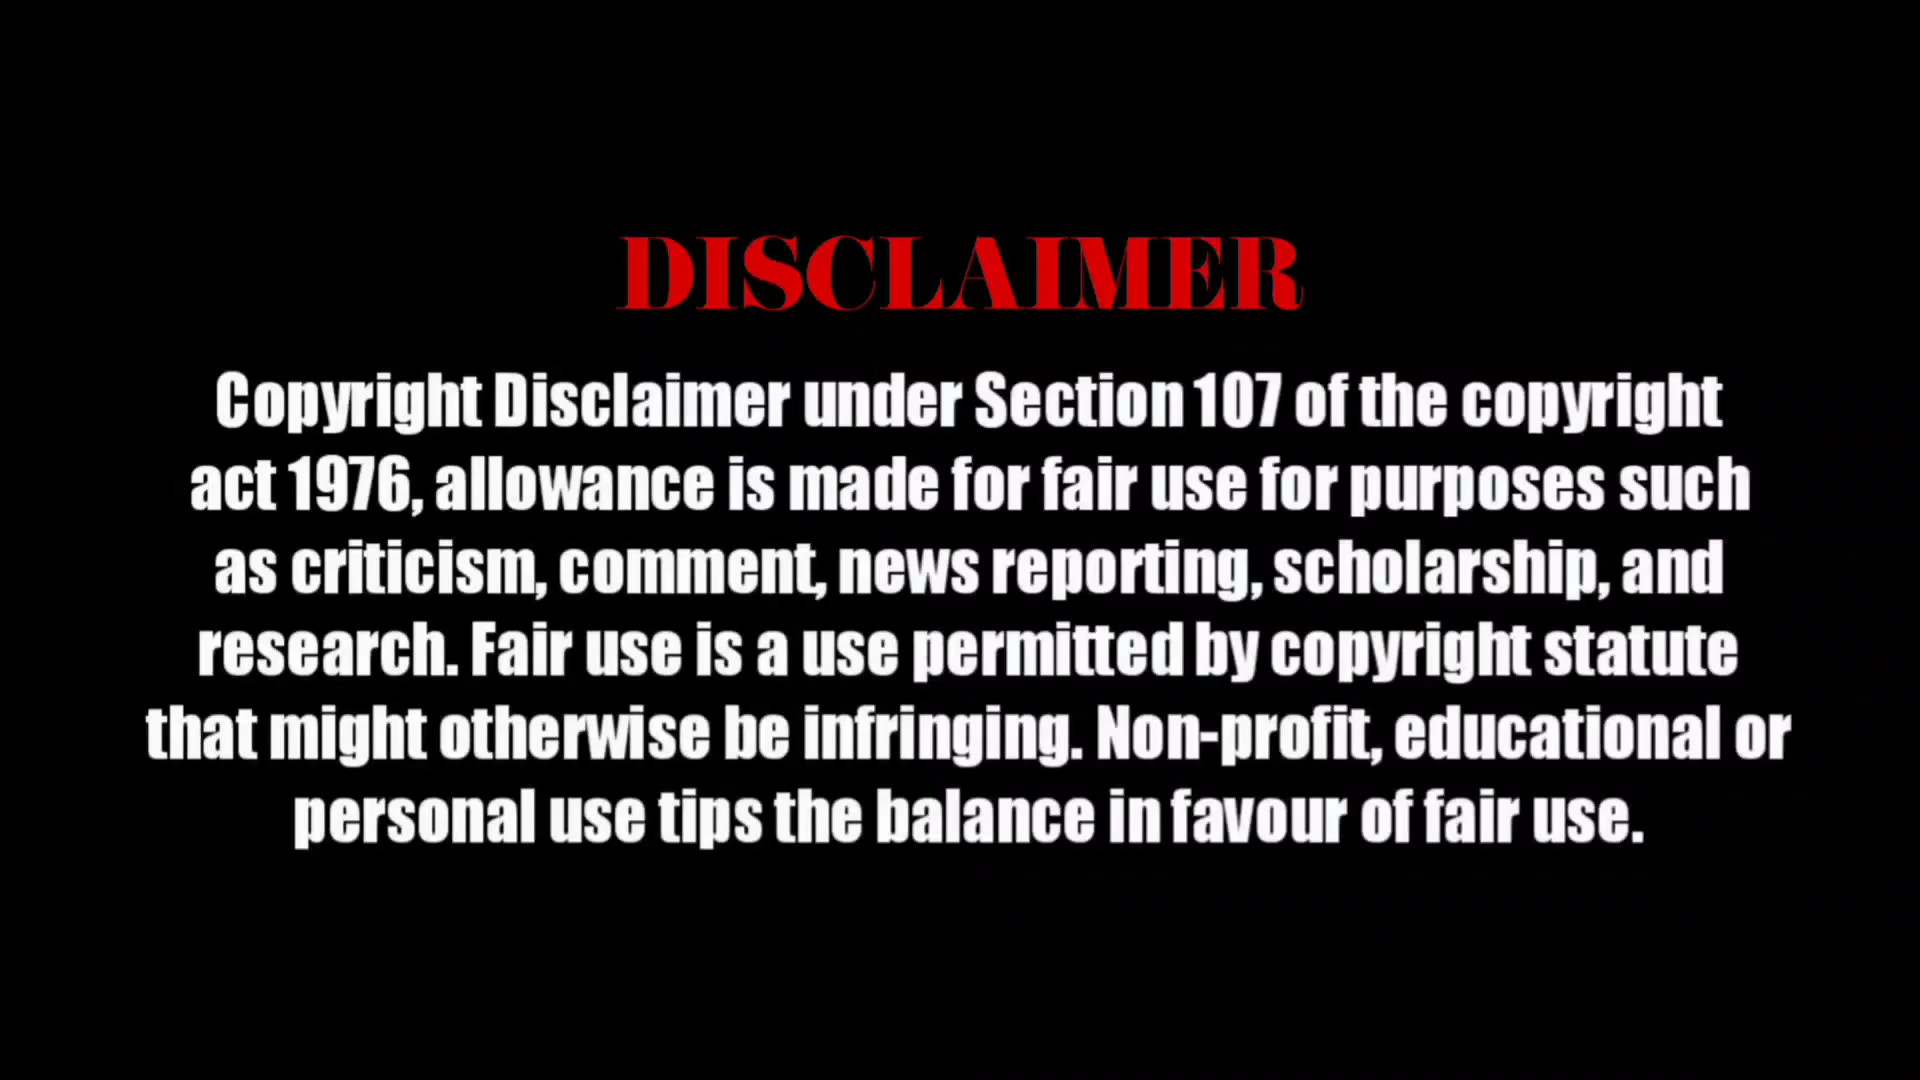 DISCLAIMER
Copyright Disclaimer under Section 107 of the copyright
act 1976, allowance is made for fair use for purposes such
as criticism, comment, news reporting, scholarship, and
research. Fair use is a use permitted by copyright statute
that might otherwise be infringing. Non-profit, educational or
personal use tips the balance in favour of fair use.